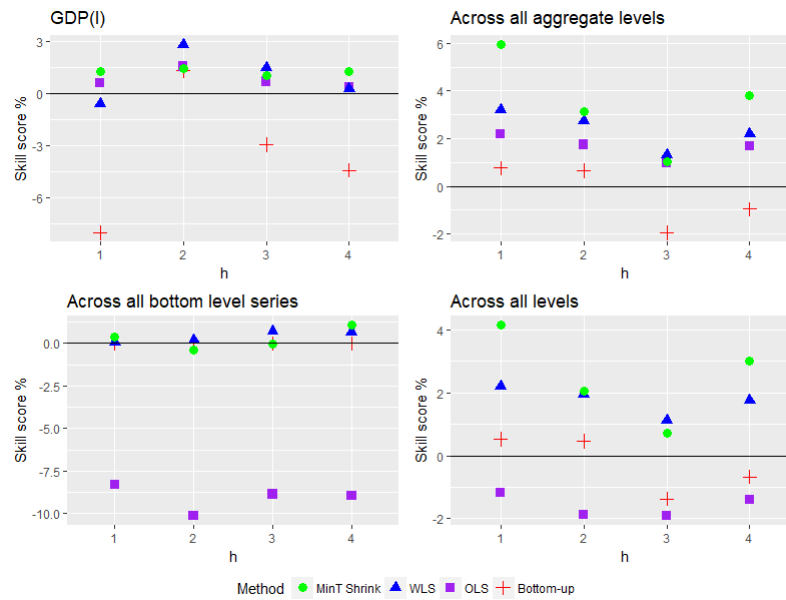 GDP(I)
Skill score %
3
0
-3
-6
1 2 3 4
h
Across all aggregate levels
Skill score %
6
4
2
0
-2
1 2 3 4
h
Across all bottom level series
Skill score %
0.0
-2.5
-5.0
-7.5
-10.0
1 2 3 4
h
Across all levels
Skill score %
4
2
0
-2
1 2 3 4
h
Method MinT Shrink WLS OLS Bottom-up